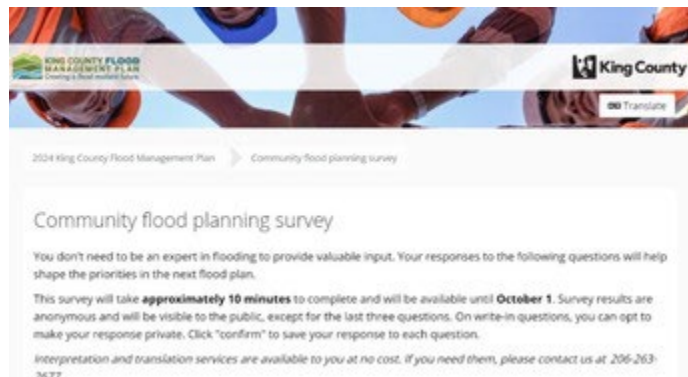 KING COUNTY FLOOD
MANAGEMENT PLAN
Creating a flood resilient future
King County
Translate
2024 King County Flood Management Plan
Community flood planning survey
Community flood planning survey
You don't need to be an expert in flooding to provide valuable input. Your responses to the following questions will help
shape the priorities in the next flood plan.
This survey will take approximately 10 minutes to complete and will be available until October 1. Survey results are
anonymous and will be visible to the public, except for the last three questions. On write-in questions, you can opt to
make your response private. Click "confirm" to save your response to each question.
Interpretation and translation services are available to you at no cost. If you need them, please contact us at 206-263-
2677